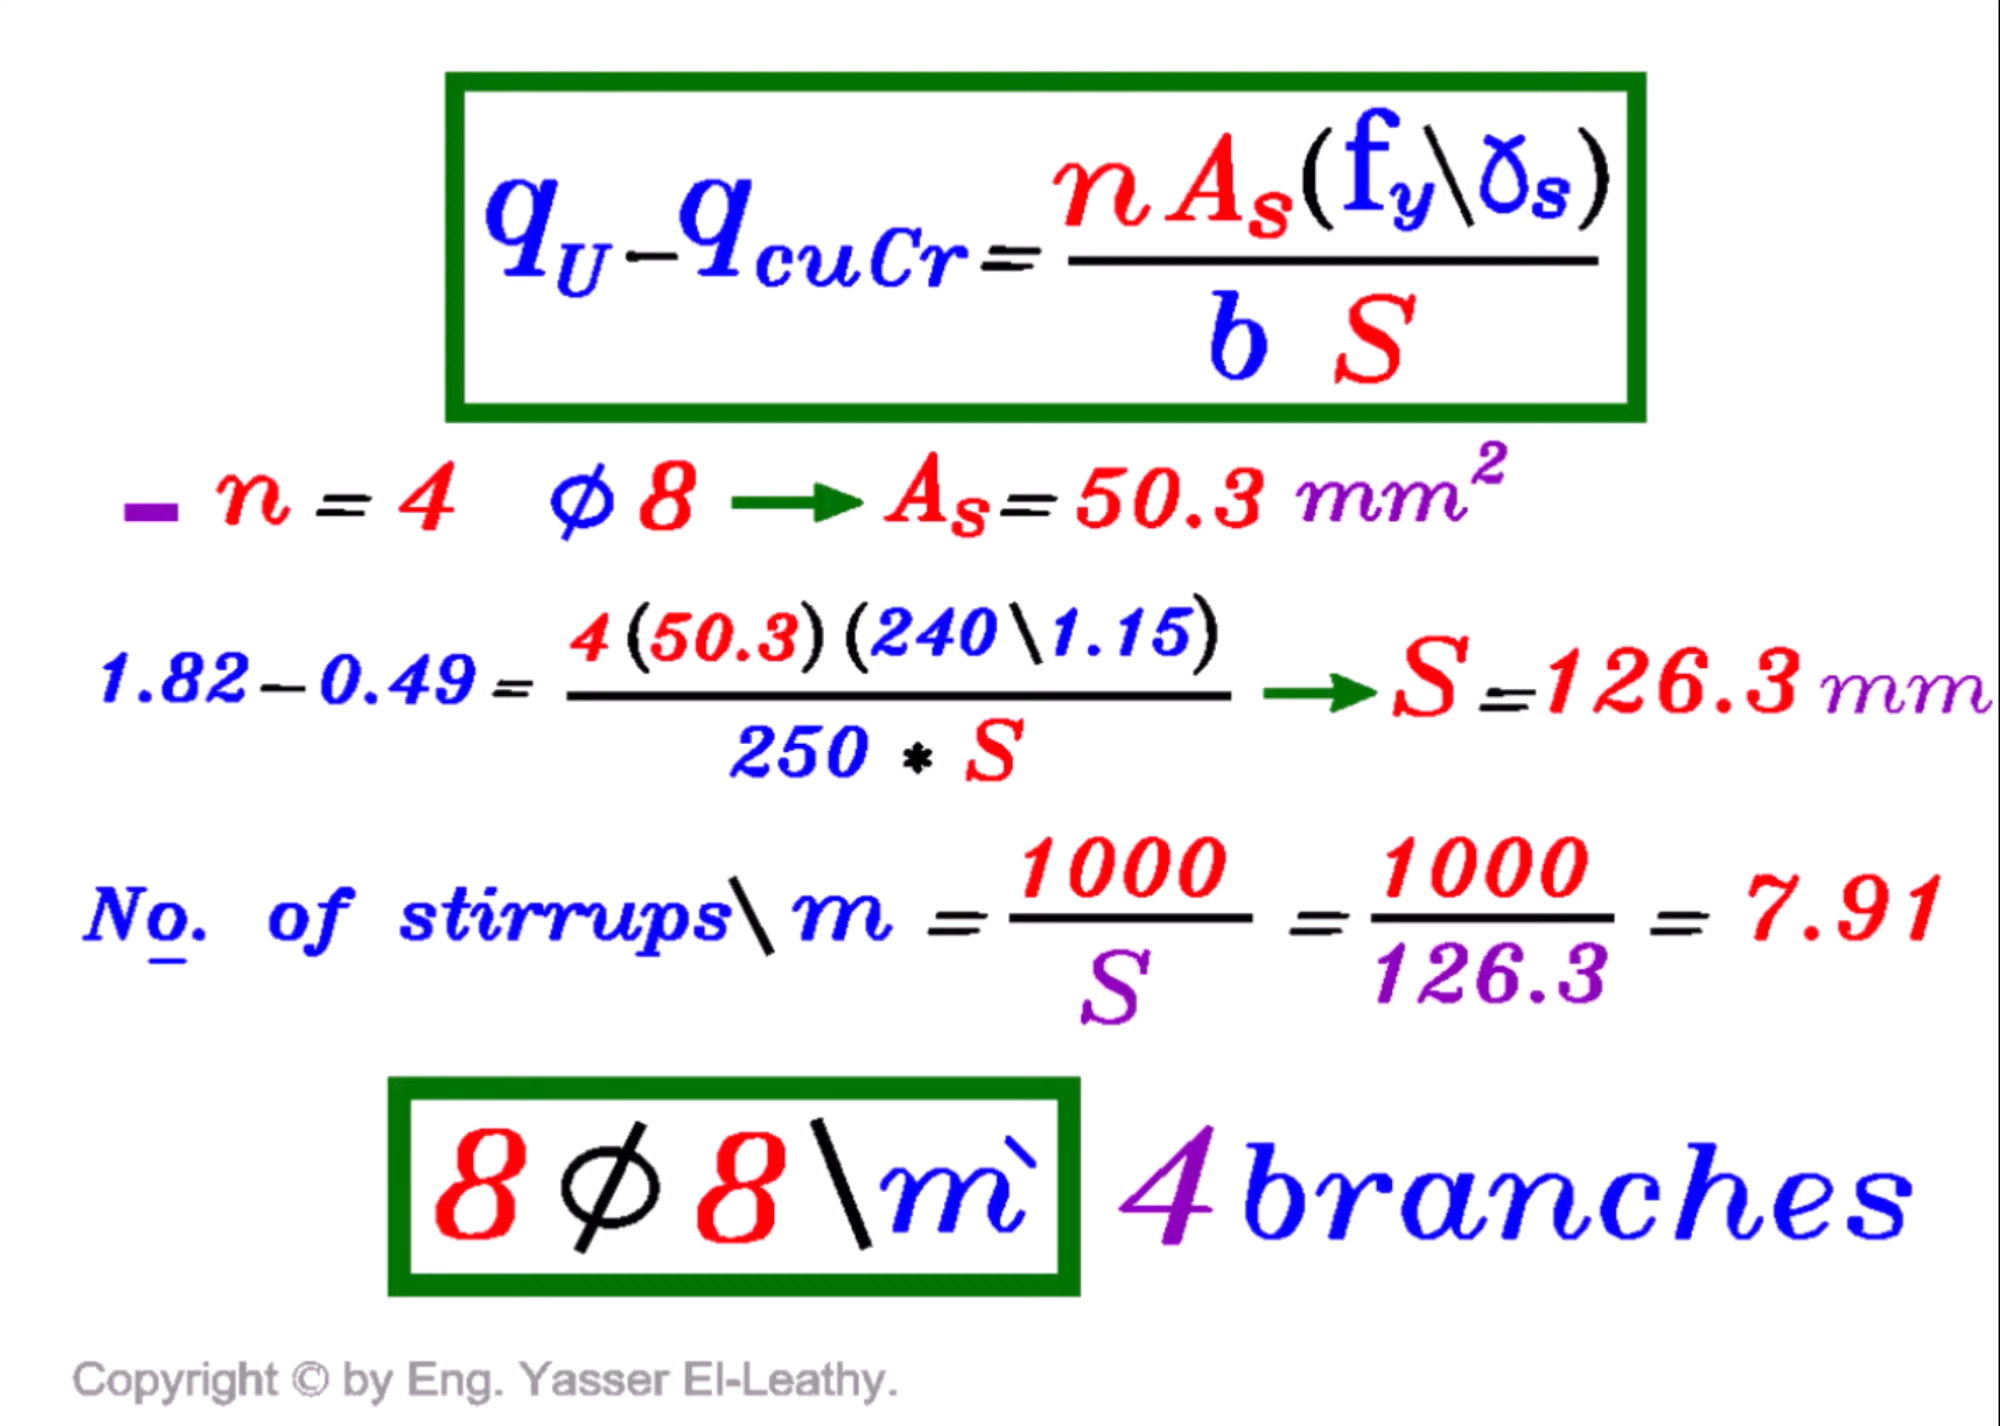 q_U - q_cuCr = n A_s (f_y\γ_s) / b S
- n = 4 ϕ 8 → A_s = 50.3 mm²
1.82 - 0.49 = 4 (50.3) (240\1.15) / 250 * S → S = 126.3 mm
No. of stirrups\m = 1000 / S = 1000 / 126.3 = 7.91
8 ϕ 8\m` 4 branches
Copyright © by Eng. Yasser El-Leathy.